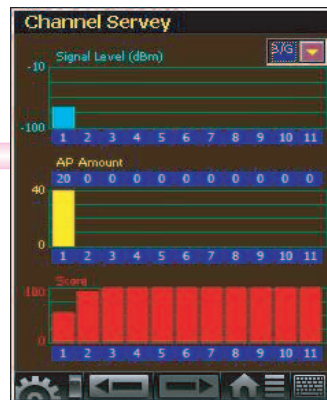 Channel Servey
Signal Level (dBm)
B/G
-10
-100
1 2 3 4 5 6 7 8 9 10 11
AP Amount
20 0 0 0 0 0 0 0 0 0 0
40
0
1 2 3 4 5 6 7 8 9 10 11
Score
100
0
1 2 3 4 5 6 7 8 9 10 11